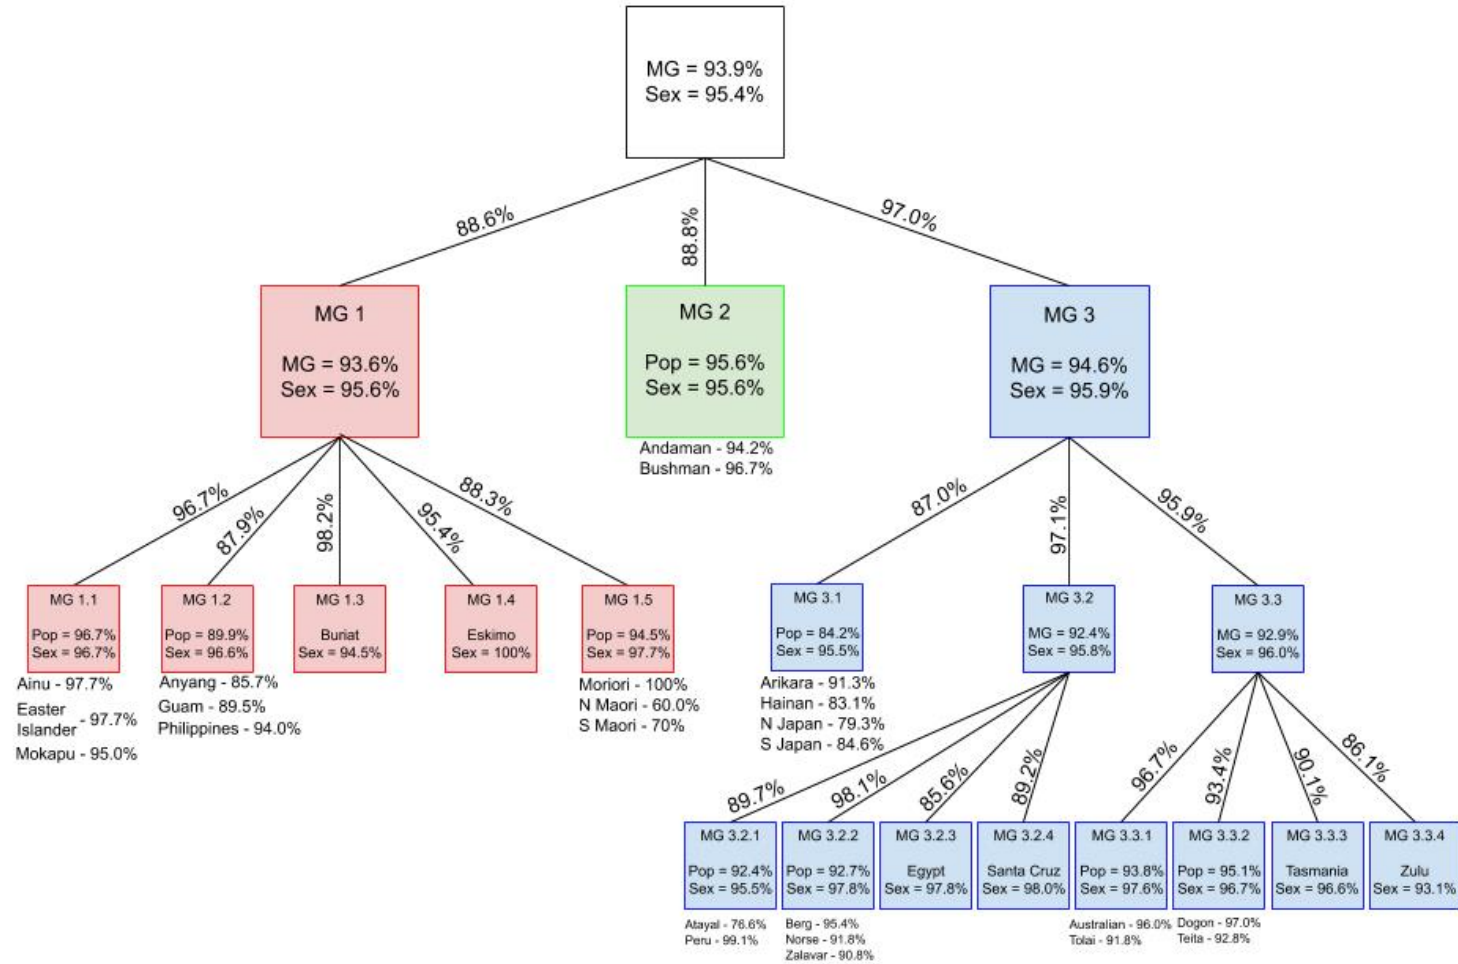 MG = 93.9%
Sex = 95.4%
88.6%
88.8%
97.0%
MG 1
MG = 93.6%
Sex = 95.6%
MG 2
Pop = 95.6%
Sex = 95.6%
Andaman - 94.2%
Bushman - 96.7%
MG 3
MG = 94.6%
Sex = 95.9%
96.7%
87.9%
98.2%
95.4%
88.3%
87.0%
97.1%
95.9%
MG 1.1
Pop = 96.7%
Sex = 96.7%
Ainu - 97.7%
Easter
Islander - 97.7%
Mokapu - 95.0%
MG 1.2
Pop = 89.9%
Sex = 96.6%
Anyang - 85.7%
Guam - 89.5%
Philippines - 94.0%
MG 1.3
Buriat
Sex = 94.5%
MG 1.4
Eskimo
Sex = 100%
MG 1.5
Pop = 94.5%
Sex = 97.7%
Moriori - 100%
N Maori - 60.0%
S Maori - 70%
MG 3.1
Pop = 84.2%
Sex = 95.5%
Arikara - 91.3%
Hainan - 83.1%
N Japan - 79.3%
S Japan - 84.6%
MG 3.2
MG = 92.4%
Sex = 95.8%
MG 3.3
MG = 92.9%
Sex = 96.0%
89.7%
98.1%
85.6%
89.2%
96.7%
93.4%
90.1%
86.1%
MG 3.2.1
Pop = 92.4%
Sex = 95.5%
Atayal - 76.6%
Peru - 99.1%
MG 3.2.2
Pop = 92.7%
Sex = 97.8%
Berg - 95.4%
Norse - 91.8%
Zalavar - 90.8%
MG 3.2.3
Egypt
Sex = 97.8%
MG 3.2.4
Santa Cruz
Sex = 98.0%
MG 3.3.1
Pop = 93.8%
Sex = 97.6%
Australian - 96.0%
Tolai - 91.8%
MG 3.3.2
Pop = 95.1%
Sex = 96.7%
Dogon - 97.0%
Teita - 92.8%
MG 3.3.3
Tasmania
Sex = 96.6%
MG 3.3.4
Zulu
Sex = 93.1%